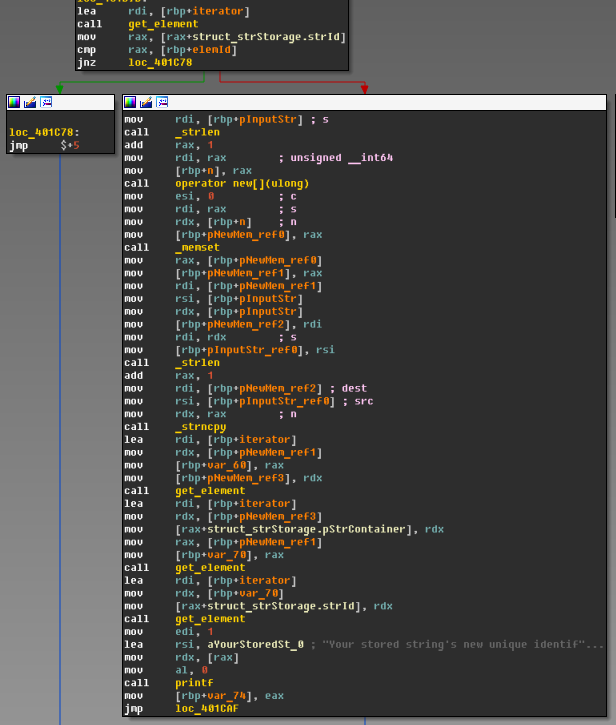 lea rdi, [rbp+iterator]
call get_element
mov rax, [rax+struct_strStorage.strId]
cmp rax, [rbp+elemId]
jnz loc_401C78
loc_401C78:
jmp $+5
mov rdi, [rbp+pInputStr] ; s
call _strlen
add rax, 1
mov rdi, rax ; unsigned __int64
mov [rbp+n], rax
call operator new[](ulong)
mov esi, 0 ; c
mov rdi, rax ; s
mov rdx, [rbp+n] ; n
mov [rbp+pNewMem_ref0], rax
call _memset
mov rax, [rbp+pNewMem_ref0]
mov [rbp+pNewMem_ref1], rax
mov rdi, [rbp+pNewMem_ref1]
mov rsi, [rbp+pInputStr]
mov rdx, [rbp+pInputStr]
mov [rbp+pNewMem_ref2], rdi
mov rdi, rdx ; s
mov [rbp+pInputStr_ref0], rsi
call _strlen
add rax, 1
mov rdi, [rbp+pNewMem_ref2] ; dest
mov rsi, [rbp+pInputStr_ref0] ; src
mov rdx, rax ; n
call _strncpy
lea rdi, [rbp+iterator]
mov rdx, [rbp+pNewMem_ref1]
mov [rbp+var_60], rax
mov [rbp+pNewMem_ref3], rdx
call get_element
lea rdi, [rbp+iterator]
mov rdx, [rbp+pNewMem_ref3]
mov [rax+struct_strStorage.pStrContainer], rdx
mov rax, [rbp+pNewMem_ref1]
mov [rbp+var_70], rax
call get_element
lea rdi, [rbp+iterator]
mov rdx, [rbp+var_70]
mov [rax+struct_strStorage.strId], rdx
call get_element
mov edi, 1
lea rsi, aYourStoredSt_0 ; "Your stored string's new unique identif"...
mov rdx, [rax]
mov al, 0
call printf
mov [rbp+var_74], eax
jmp loc_401CAF